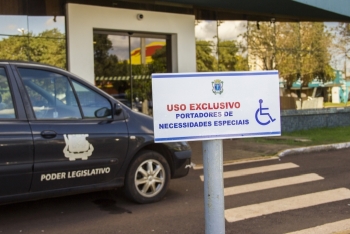 USO EXCLUSIVO
PORTADORES DE
NECESSIDADES ESPECIAIS
PODER LEGISLATIVO